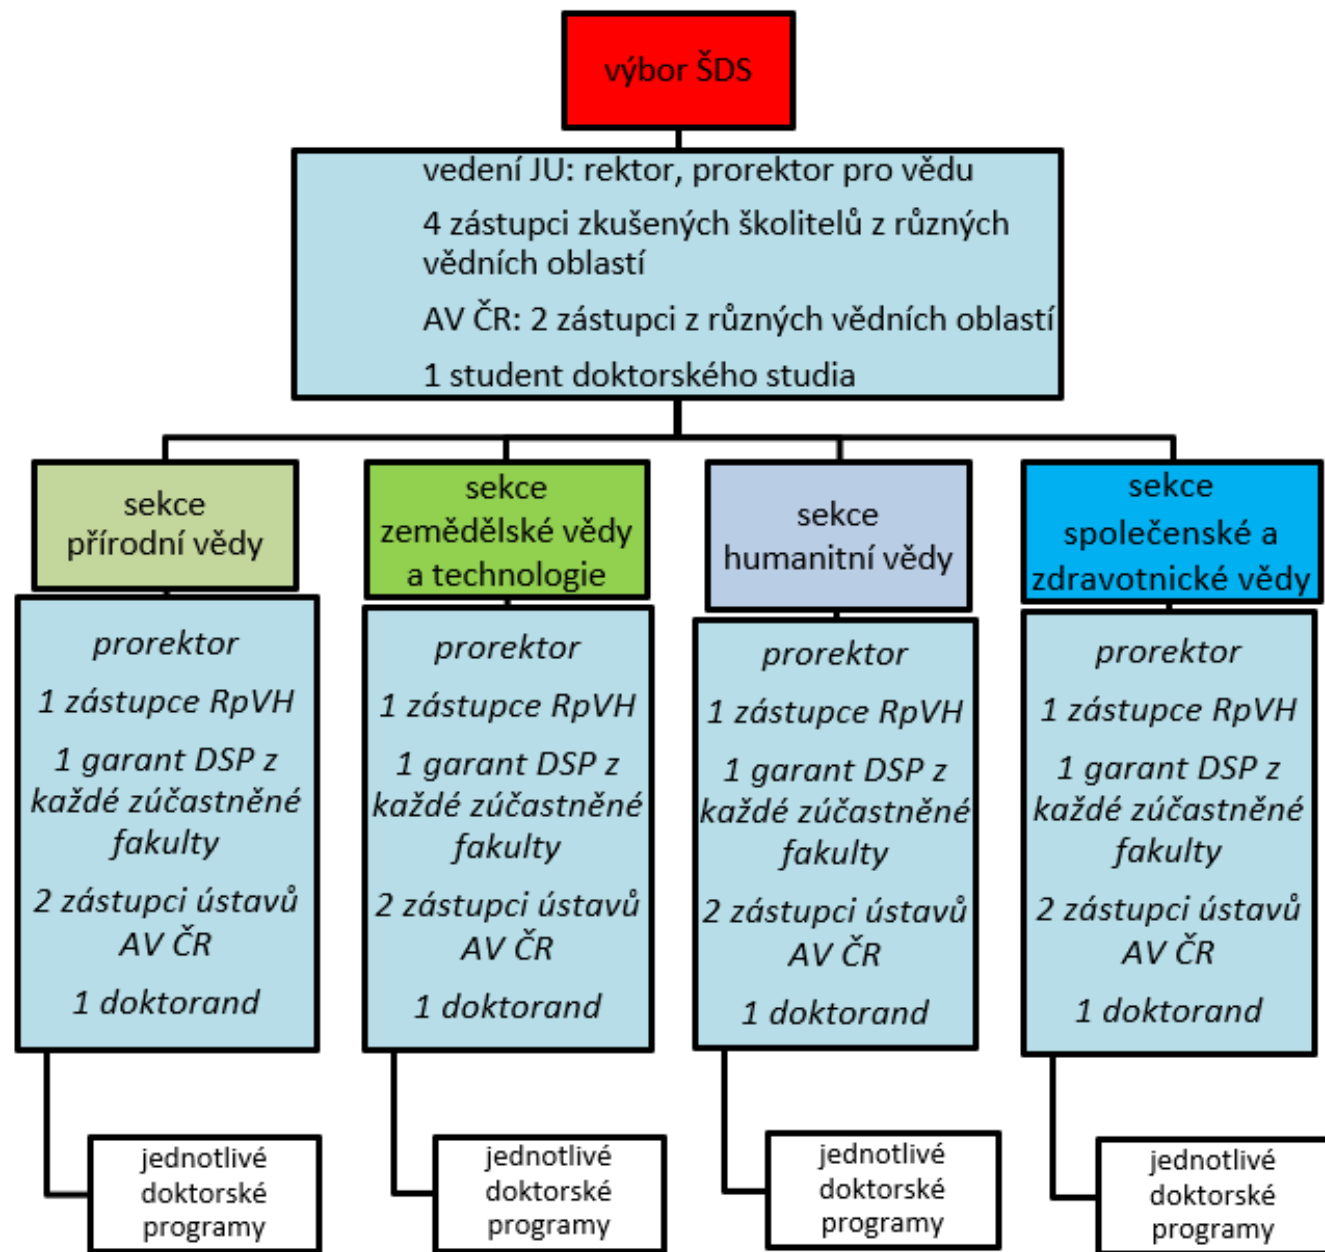 výbor ŠDS
vedení JU: rektor, prorektor pro vědu
4 zástupci zkušených školitelů z různých
vědních oblastí
AV ČR: 2 zástupci z různých vědních oblastí
1 student doktorského studia
sekce
přírodní vědy
prorektor
1 zástupce RpVH
1 garant DSP z
každé zúčastněné
fakulty
2 zástupci ústavů
AV ČR
1 doktorand
jednotlivé
doktorské
programy
sekce
zemědělské vědy
a technologie
prorektor
1 zástupce RpVH
1 garant DSP z
každé zúčastněné
fakulty
2 zástupci ústavů
AV ČR
1 doktorand
jednotlivé
doktorské
programy
sekce
humanitní vědy
prorektor
1 zástupce RpVH
1 garant DSP z
každé zúčastněné
fakulty
2 zástupci ústavů
AV ČR
1 doktorand
jednotlivé
doktorské
programy
sekce
společenské a
zdravotnické vědy
prorektor
1 zástupce RpVH
1 garant DSP z
každé zúčastněné
fakulty
2 zástupci ústavů
AV ČR
1 doktorand
jednotlivé
doktorské
programy